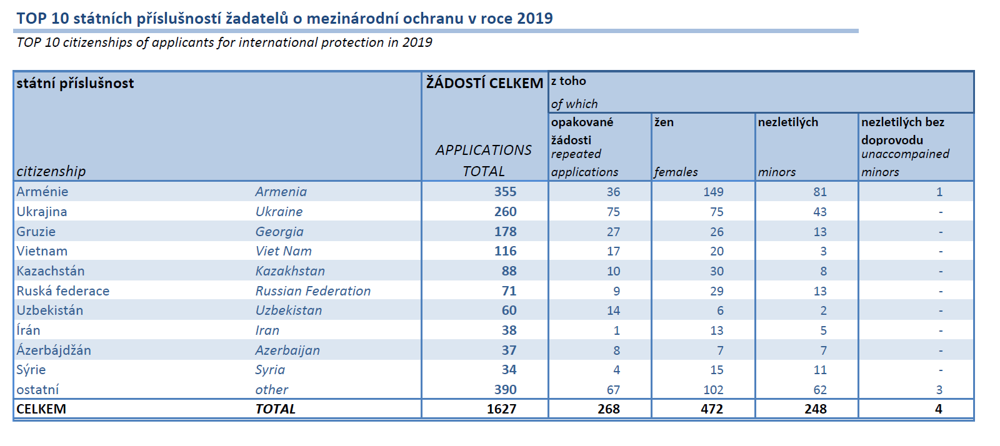 TOP 10 státních příslušností žadatelů o mezinárodní ochranu v roce 2019
TOP 10 citizenships of applicants for international protection in 2019
státní příslušnost ŽÁDOSTÍ CELKEM z toho
of which
opakované žen nezletilých nezletilých bez
žádosti doprovodu
APPLICATIONS repeated unaccompained
citizenship TOTAL applications females minors minors
Arménie Armenia 355 36 149 81 1
Ukrajina Ukraine 260 75 75 43 -
Gruzie Georgia 178 27 26 13 -
Vietnam Viet Nam 116 17 20 3 -
Kazachstán Kazakhstan 88 10 30 8 -
Ruská federace Russian Federation 71 9 29 13 -
Uzbekistán Uzbekistan 60 14 6 2 -
Írán Iran 38 1 13 5 -
Ázerbájdžán Azerbaijan 37 8 7 7 -
Sýrie Syria 34 4 15 11 -
ostatní other 390 67 102 62 3
CELKEM TOTAL 1627 268 472 248 4